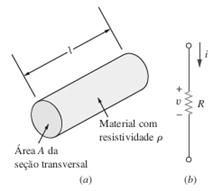 l
Material com
resistividade ρ
Área A da
seção transversal
(a)
i
+
v
−
R
(b)